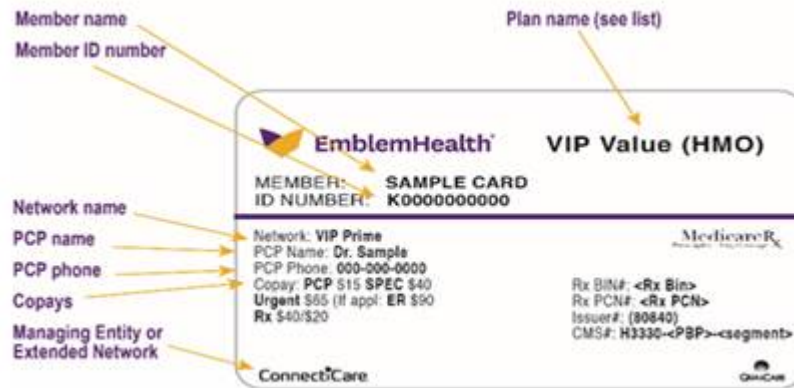 Member name
Plan name (see list)
Member ID number
EmblemHealth
VIP Value (HMO)
MEMBER: SAMPLE CARD
ID NUMBER: K0000000000
Network name
PCP name
PCP phone
Copays
Managing Entity or
Extended Network
Network: VIP Prime
PCP Name: Dr. Sample
PCP Phone: 000-000-0000
Copay: PCP $15 SPEC $40
Urgent $65 (If appl: ER $90
Rx $40/$20
MedicareRx
Rx BIN#: <Rx Bin>
Rx PCN#: <Rx PCN>
Issuer#: (80840)
CMS#: H3330-<PBP>-<segment>
ConnectiCare